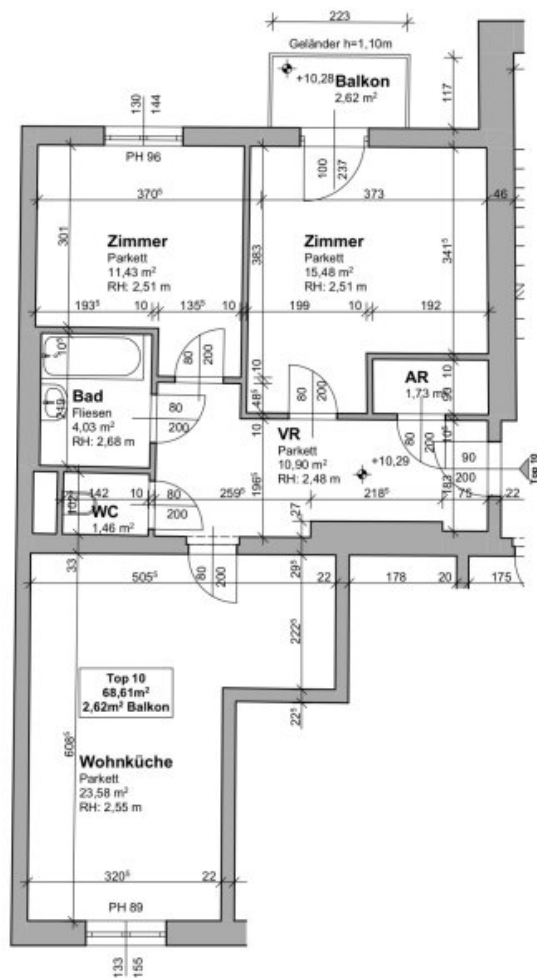 223
Geländer h=1,10m
+10,28
Balkon
2,62 m²
117
130
144
PH 96
100
237
370⁵
373
46
301
383
341⁵
Zimmer
Parkett
11,43 m²
RH: 2,51 m
Zimmer
Parkett
15,48 m²
RH: 2,51 m
193⁵
10
135⁵
10
199
10
192
10⁵
80
200
10
48⁵
10
AR
1,73 m²
Bad
Fliesen
4,03 m²
RH: 2,68 m
219
80
200
80
200
VR
Parkett
10,90 m²
RH: 2,48 m
+10,29
10
196⁵
80
200
10⁵
183
90
200
Top 10
142
10
80
200
259⁵
218⁵
75
22
WC
1,46 m²
102
27
33
505⁵
22
80
200
29⁵
178
20
175
222⁵
22⁵
Top 10
68,61m²
2,62m² Balkon
608⁵
Wohnküche
Parkett
23,58 m²
RH: 2,55 m
320⁵
22
PH 89
133
155